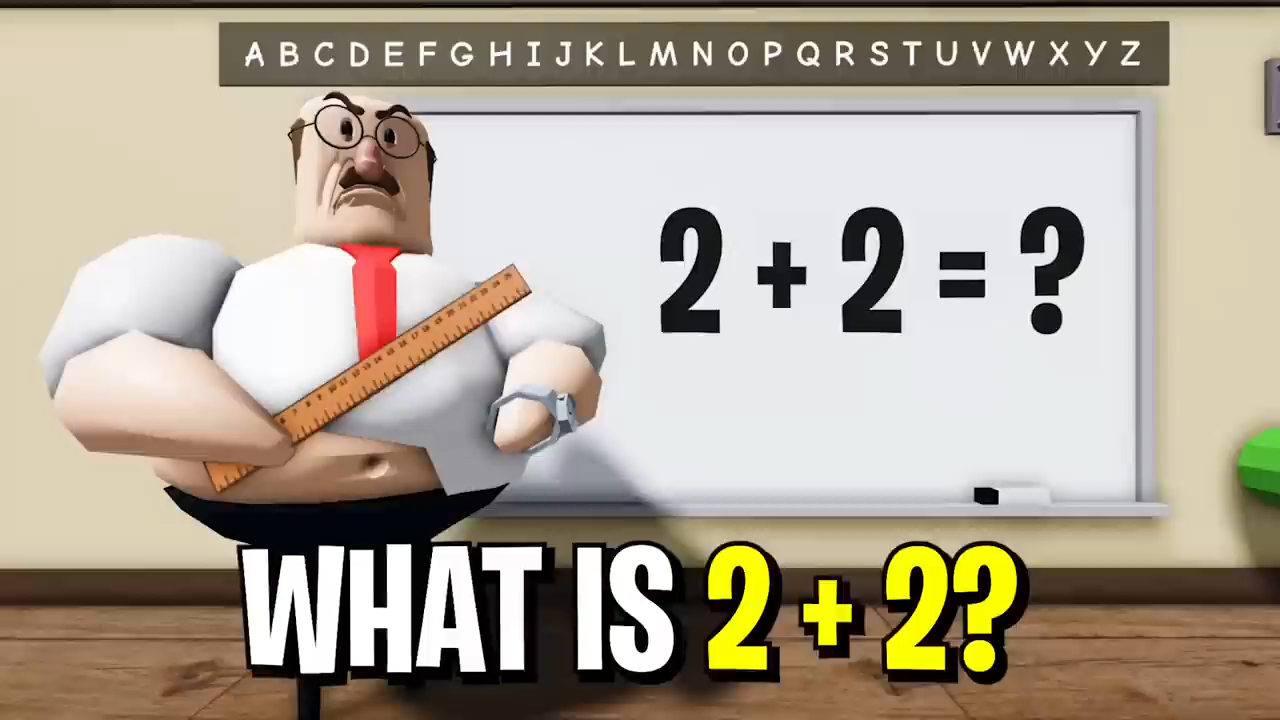 A B C D E F G H I J K L M N O P Q R S T U V W X Y Z
2 + 2 = ?
WHAT IS 2 + 2?